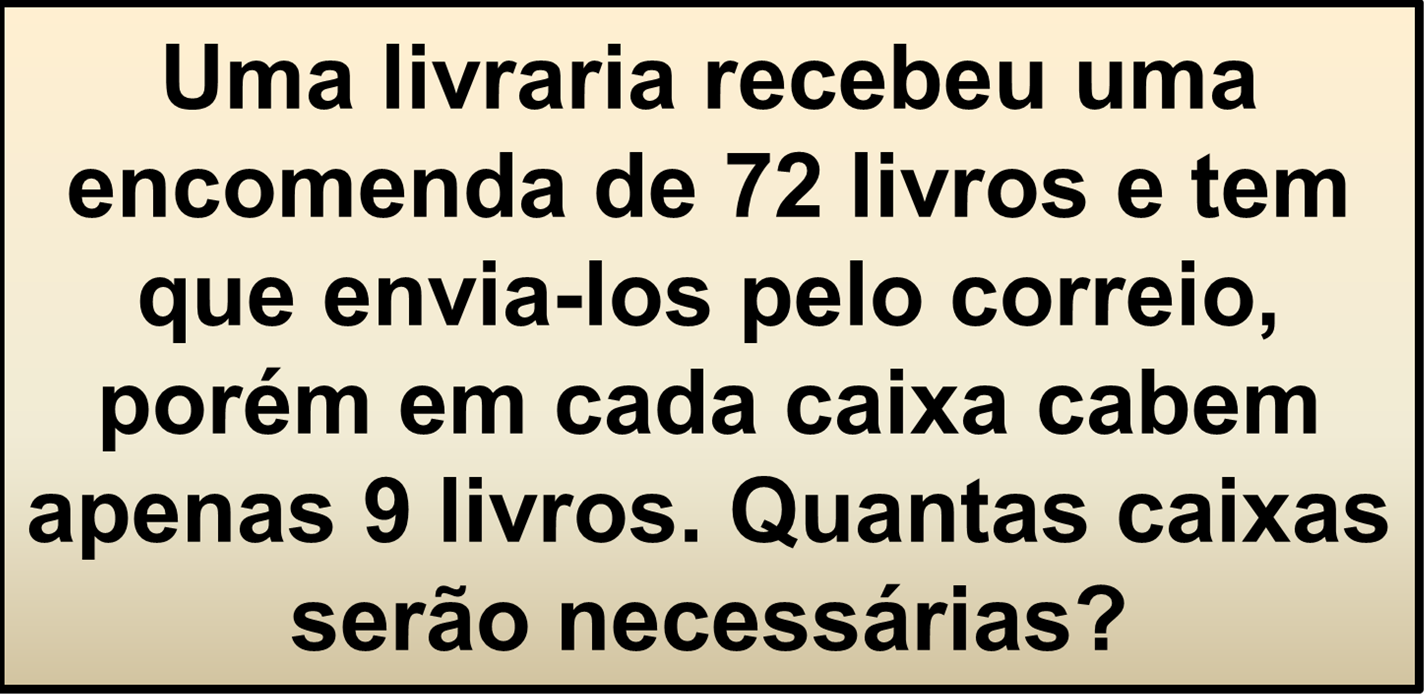 Uma livraria recebeu uma
encomenda de 72 livros e tem
que envia-los pelo correio,
porém em cada caixa cabem
apenas 9 livros. Quantas caixas
serão necessárias?